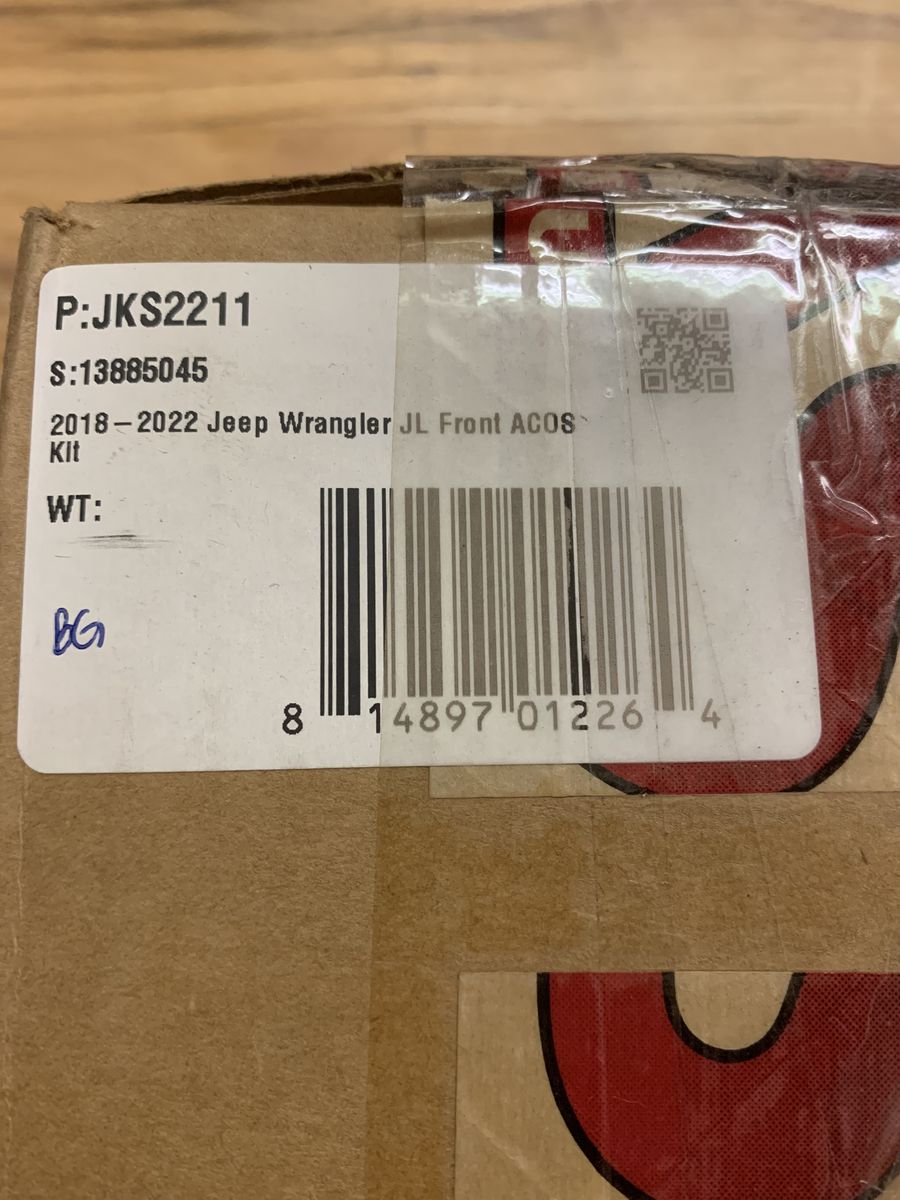 P:JKS2211
S:13885045
2018-2022 Jeep Wrangler JL Front ACOS
Kit
WT:
BG
8 14897 01226 4